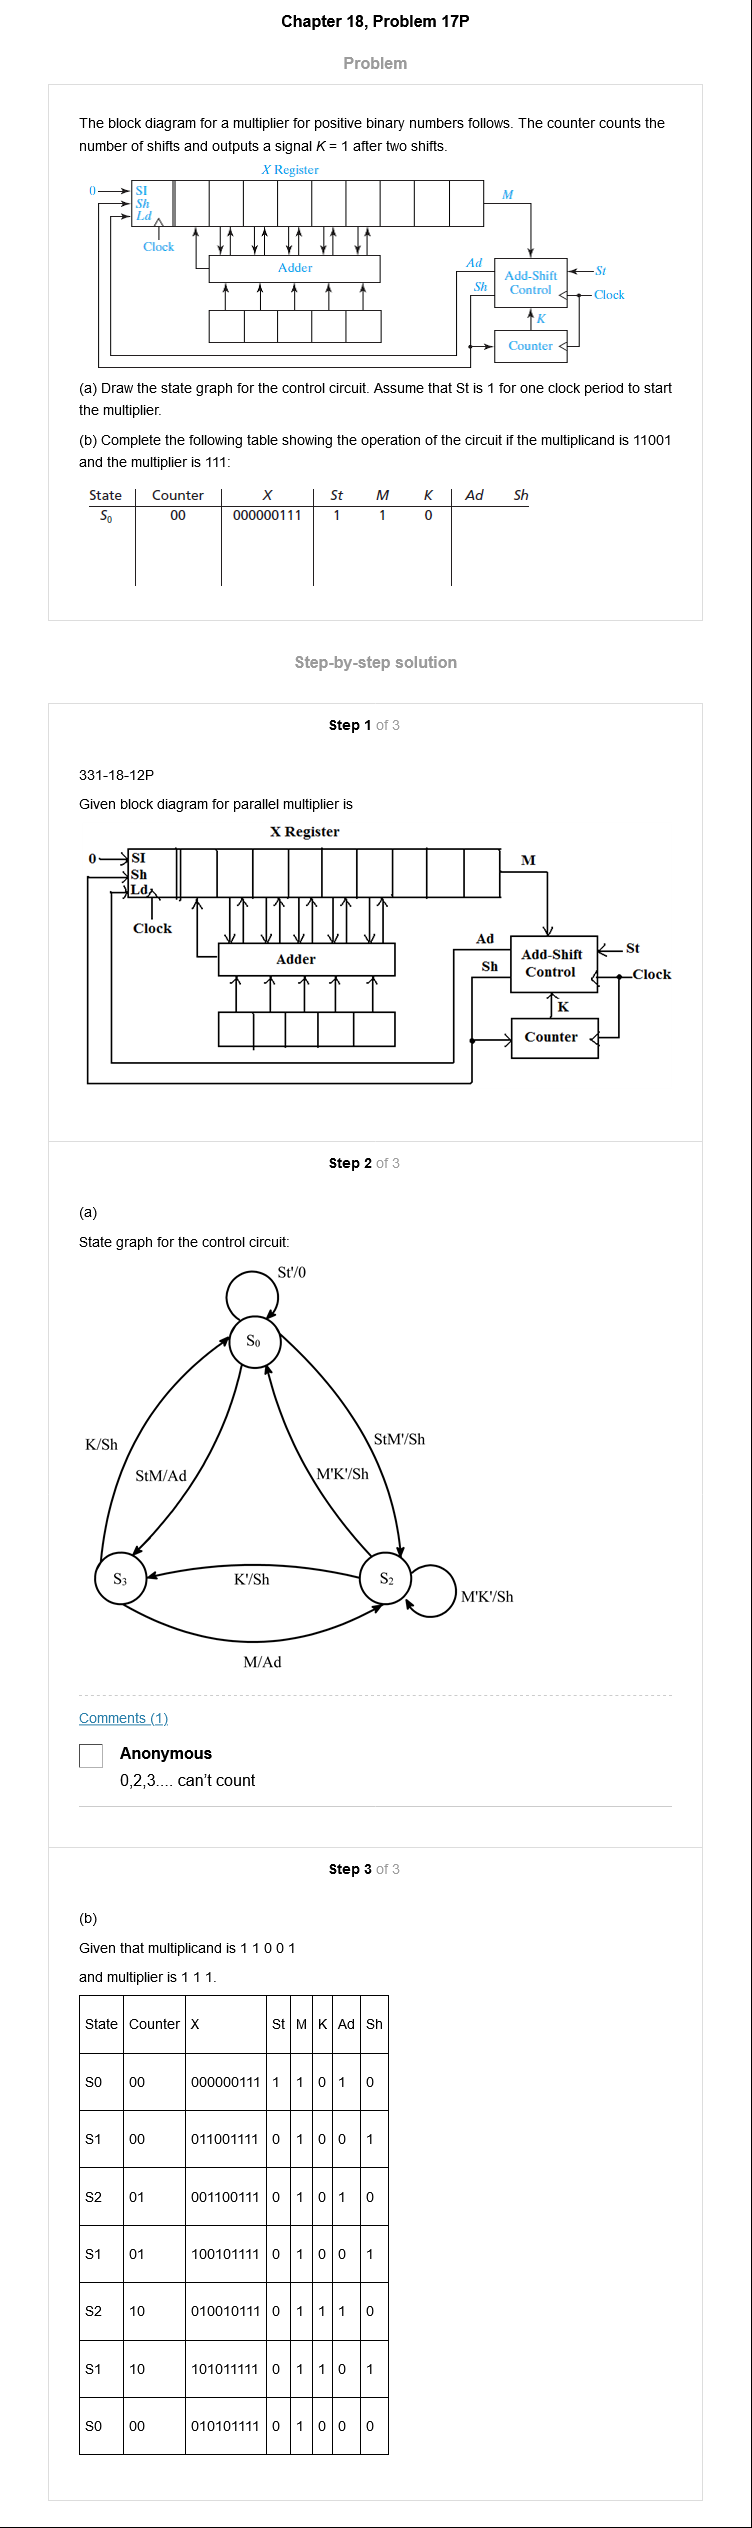 Chapter 18, Problem 17P
Problem
The block diagram for a multiplier for positive binary numbers follows. The counter counts the
number of shifts and outputs a signal K = 1 after two shifts.
X Register
0
SI
Sh
Ld
M
Clock
Adder
Ad
Sh
Add-Shift
Control
St
Clock
K
Counter
(a) Draw the state graph for the control circuit. Assume that St is 1 for one clock period to start
the multiplier.
(b) Complete the following table showing the operation of the circuit if the multiplicand is 11001
and the multiplier is 111:
State Counter X St M K Ad Sh
S0 00 000000111 1 1 0
Step-by-step solution
Step 1 of 3
331-18-12P
Given block diagram for parallel multiplier is
X Register
0
SI
Sh
Ld
M
Clock
Adder
Ad
Sh
Add-Shift
Control
St
Clock
K
Counter
Step 2 of 3
(a)
State graph for the control circuit:
St'/0
S0
K/Sh
StM'/Sh
StM/Ad
M'K'/Sh
S3
K'/Sh
S2
M'K'/Sh
M/Ad
Comments (1)
Anonymous
0,2,3.... can't count
Step 3 of 3
(b)
Given that multiplicand is 1 1 0 0 1
and multiplier is 1 1 1.
State Counter X St M K Ad Sh
S0 00 000000111 1 1 0 1 0
S1 00 011001111 0 1 0 0 1
S2 01 001100111 0 1 0 1 0
S1 01 100101111 0 1 0 0 1
S2 10 010010111 0 1 1 1 0
S1 10 101011111 0 1 1 0 1
S0 00 010101111 0 1 0 0 0